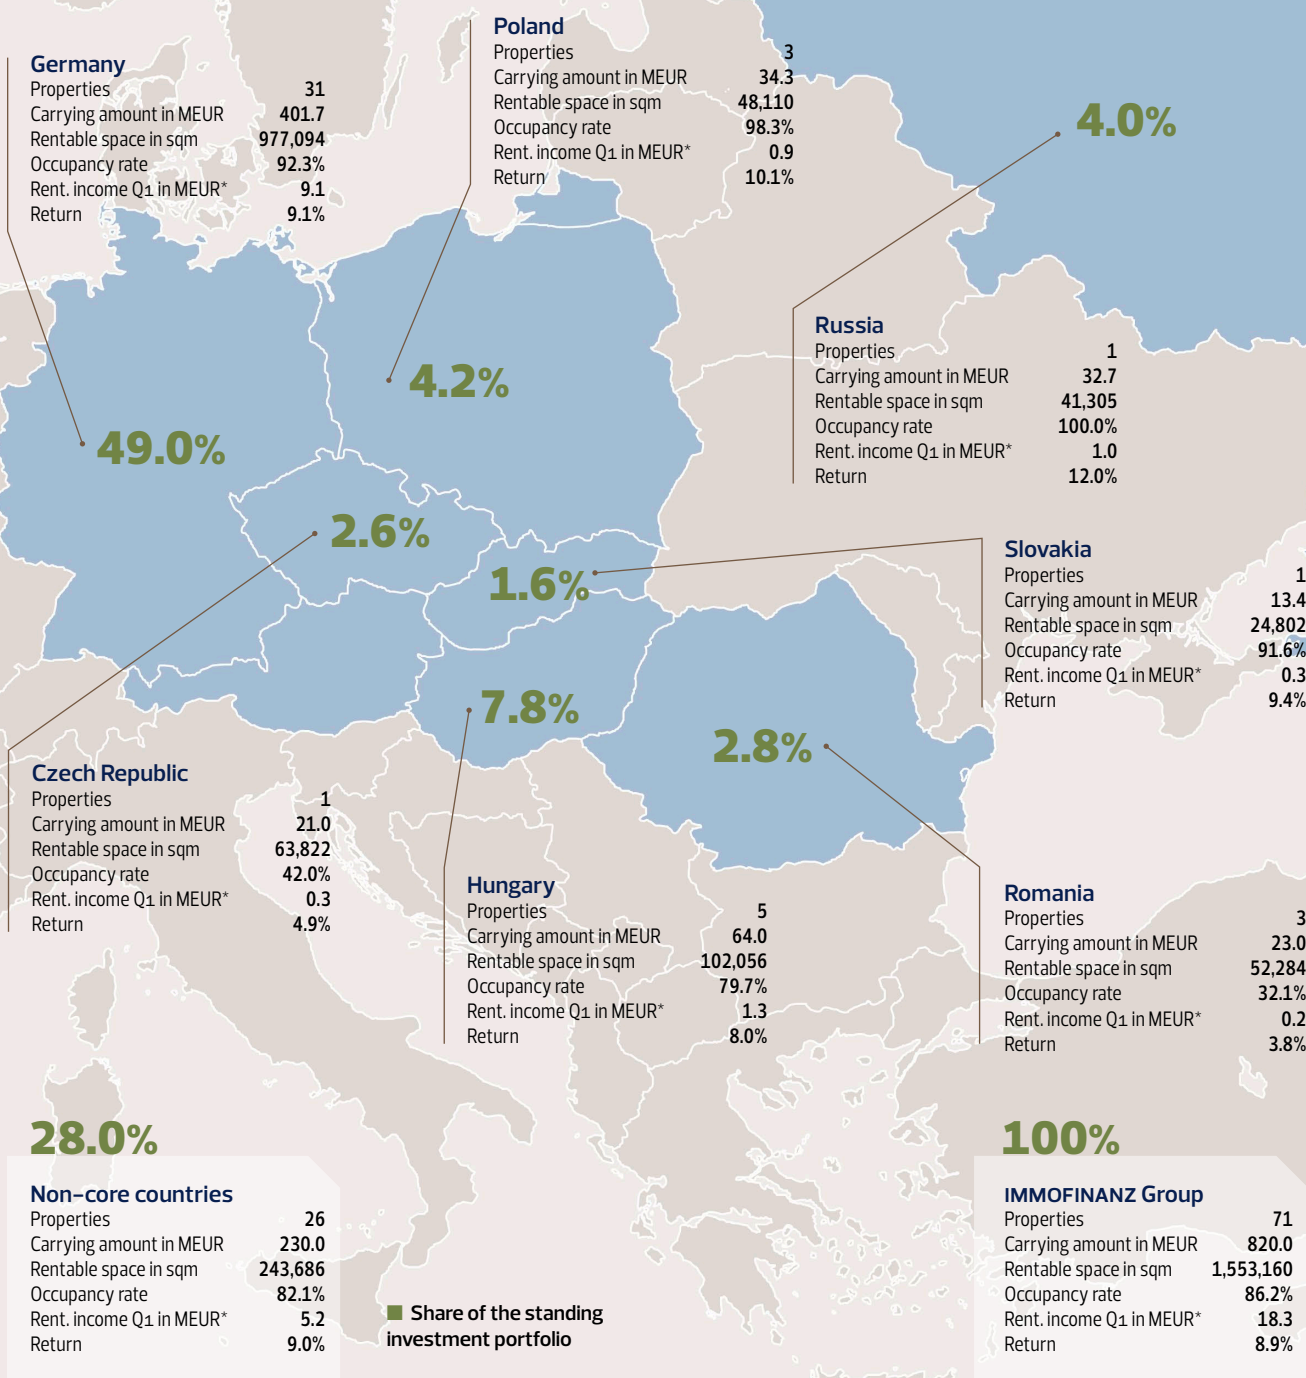 Poland
Properties 3
Carrying amount in MEUR 34.3
Rentable space in sqm 48,110
Occupancy rate 98.3%
Rent. income Q1 in MEUR* 0.9
Return 10.1%
Germany
Properties 31
Carrying amount in MEUR 401.7
Rentable space in sqm 977,094
Occupancy rate 92.3%
Rent. income Q1 in MEUR* 9.1
Return 9.1%
4.0%
Russia
Properties 1
Carrying amount in MEUR 32.7
Rentable space in sqm 41,305
Occupancy rate 100.0%
Rent. income Q1 in MEUR* 1.0
Return 12.0%
4.2%
49.0%
2.6%
1.6%
Slovakia
Properties 1
Carrying amount in MEUR 13.4
Rentable space in sqm 24,802
Occupancy rate 91.6%
Rent. income Q1 in MEUR* 0.3
Return 9.4%
7.8%
2.8%
Czech Republic
Properties 1
Carrying amount in MEUR 21.0
Rentable space in sqm 63,822
Occupancy rate 42.0%
Rent. income Q1 in MEUR* 0.3
Return 4.9%
Hungary
Properties 5
Carrying amount in MEUR 64.0
Rentable space in sqm 102,056
Occupancy rate 79.7%
Rent. income Q1 in MEUR* 1.3
Return 8.0%
Romania
Properties 3
Carrying amount in MEUR 23.0
Rentable space in sqm 52,284
Occupancy rate 32.1%
Rent. income Q1 in MEUR* 0.2
Return 3.8%
28.0%
Non-core countries
Properties 26
Carrying amount in MEUR 230.0
Rentable space in sqm 243,686
Occupancy rate 82.1%
Rent. income Q1 in MEUR* 5.2
Return 9.0%
Share of the standing
investment portfolio
100%
IMMOFINANZ Group
Properties 71
Carrying amount in MEUR 820.0
Rentable space in sqm 1,553,160
Occupancy rate 86.2%
Rent. income Q1 in MEUR* 18.3
Return 8.9%